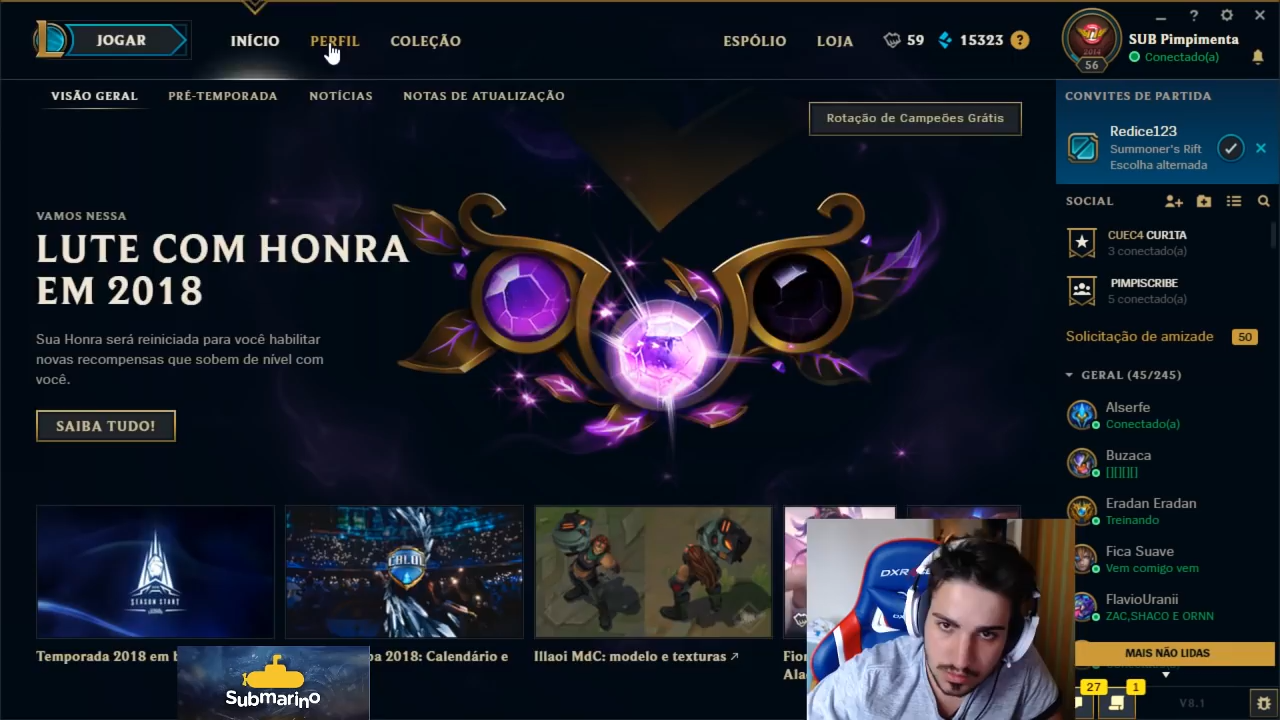 JOGAR
INÍCIO
PERFIL
COLEÇÃO
ESPÓLIO
LOJA
59
15323
?
?
2014
56
SUB Pimpimenta
Conectado(a)
VISÃO GERAL
PRÉ-TEMPORADA
NOTÍCIAS
NOTAS DE ATUALIZAÇÃO
Rotação de Campeões Grátis
VAMOS NESSA
LUTE COM HONRA
EM 2018
Sua Honra será reiniciada para você habilitar
novas recompensas que sobem de nível com
você.
SAIBA TUDO!
SEASON START
CBLOL
Temporada 2018 em b
pa 2018: Calendário e
Illaoi MdC: modelo e texturas
Fior
Ala
Submarino
DXR
CONVITES DE PARTIDA
Redice123
Summoner's Rift
Escolha alternada
SOCIAL
CUEC4 CUR1TA
3 conectado(a)
PIMPISCRIBE
5 conectado(a)
Solicitação de amizade
50
GERAL (45/245)
Alserfe
Conectado(a)
Buzaca
[][][][]
Eradan Eradan
Treinando
Fica Suave
Vem comigo vem
FlavioUranii
ZAC,SHACO E ORNN
MAIS NÃO LIDAS
27
1
V8.1